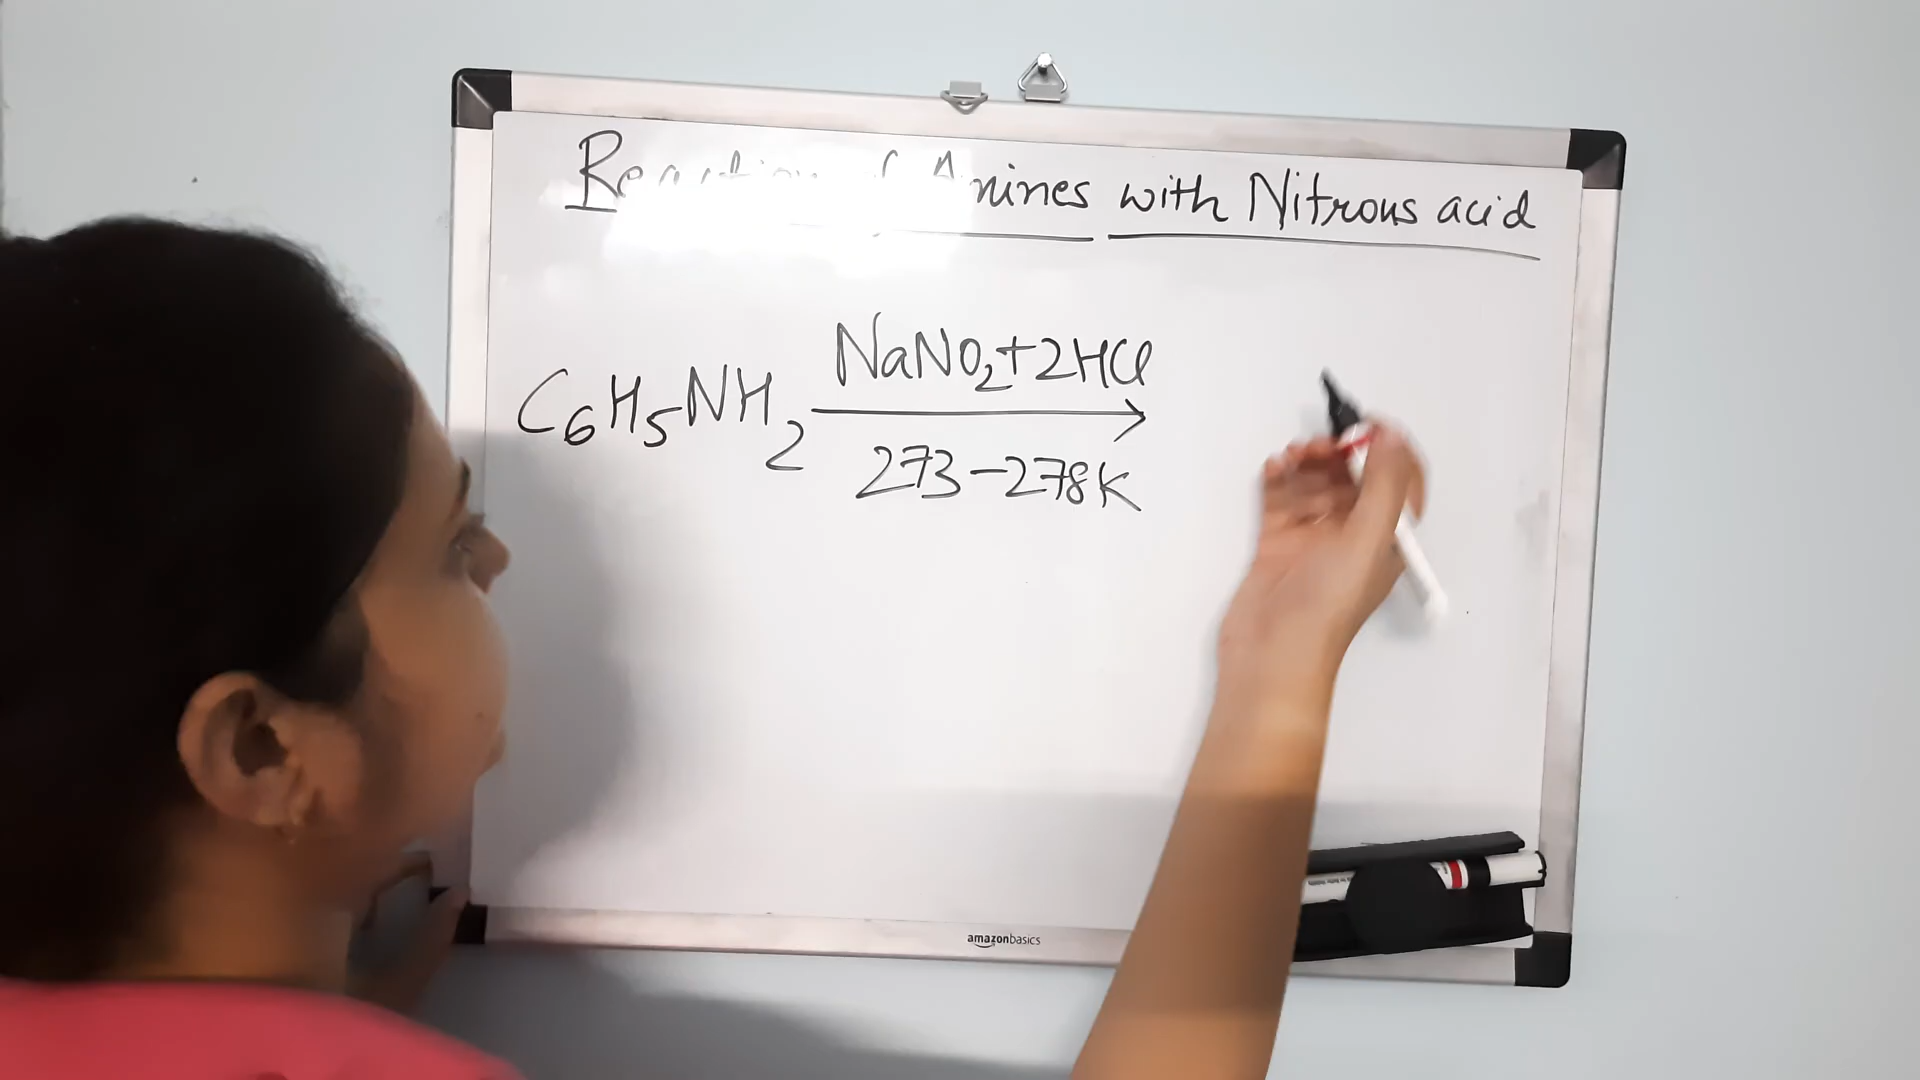 Reaction of Amines with Nitrous acid
NaNO₂+2HCl
C₆H₅NH₂
273-278K
amazonbasics